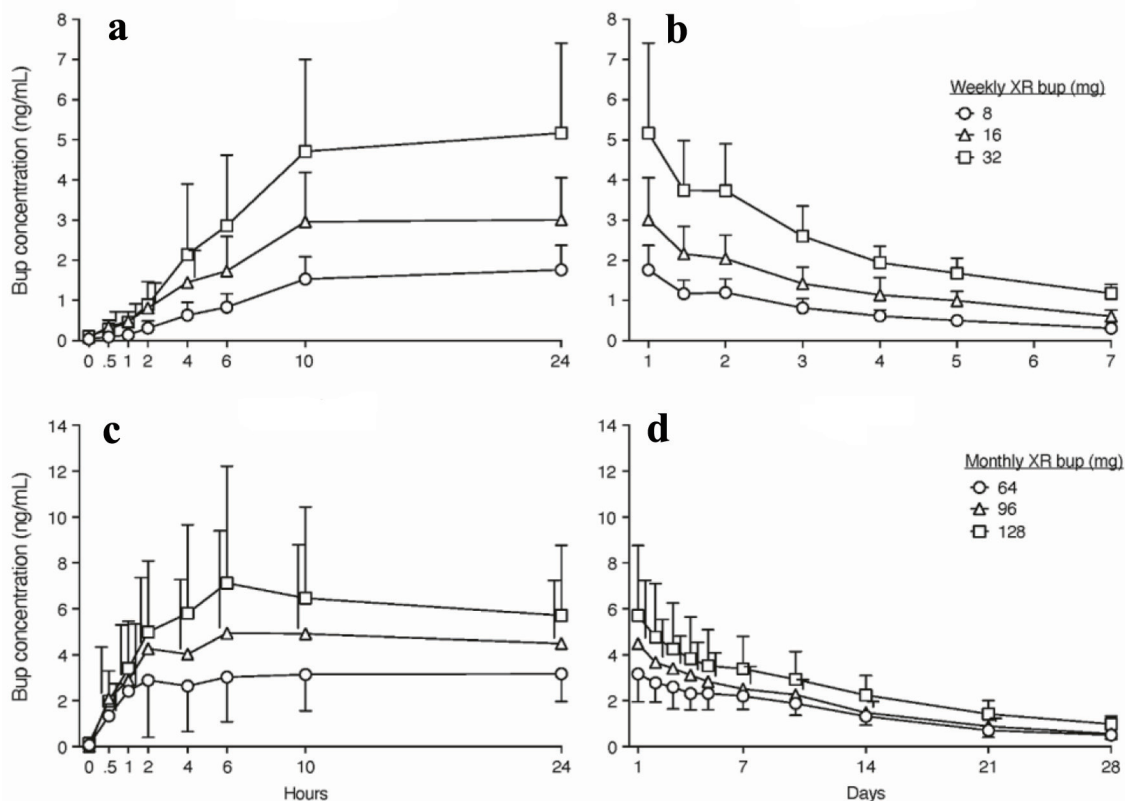 a
Bup concentration (ng/mL)
8
7
6
5
4
3
2
1
0
0 .5 1 2 4 6 10 24
b
8
7
6
5
4
3
2
1
0
1 2 3 4 5 6 7
Weekly XR bup (mg)
8
16
32
c
Bup concentration (ng/mL)
14
12
10
8
6
4
2
0
0 .5 1 2 4 6 10 24
Hours
d
14
12
10
8
6
4
2
0
1 7 14 21 28
Days
Monthly XR bup (mg)
64
96
128